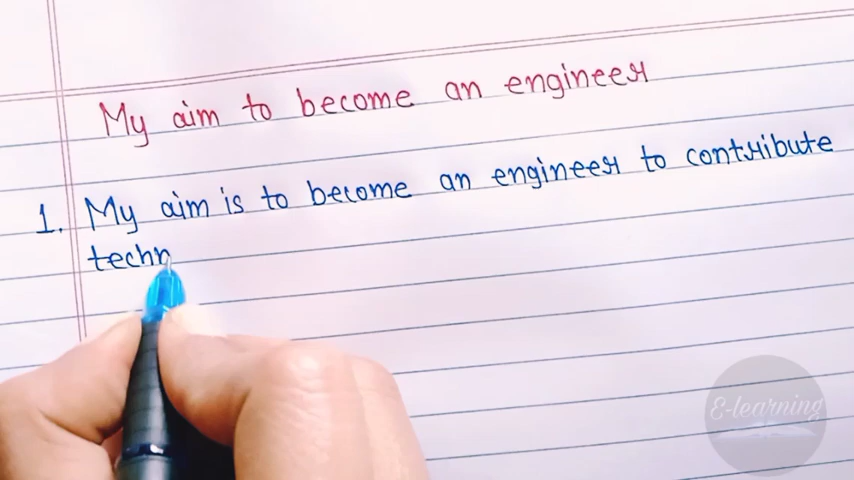 My aim to become an engineer
1. My aim is to become an engineer to contribute
techn
E-learning